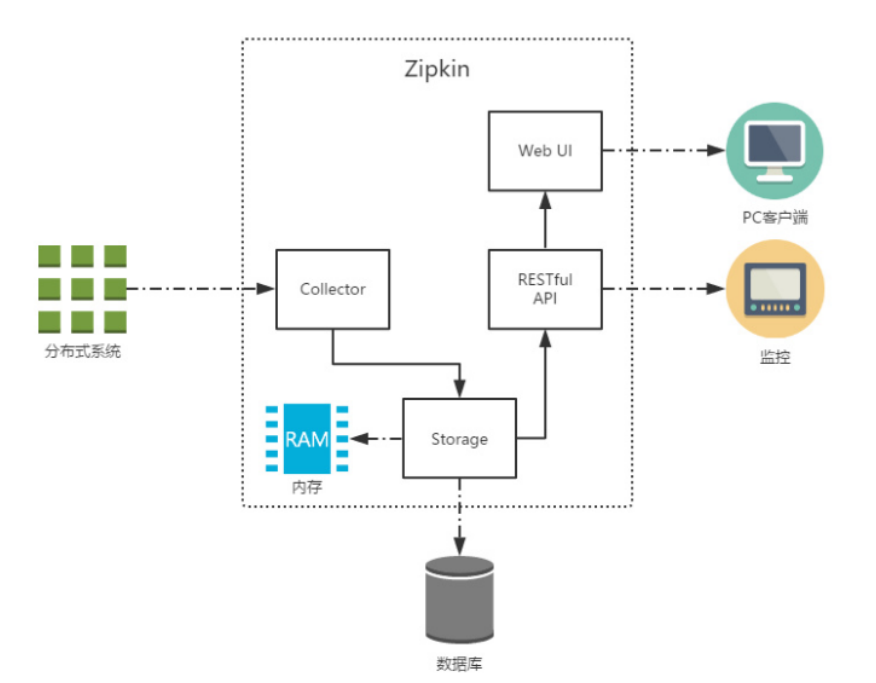 Zipkin
Web UI
PC客户端
Collector
RESTful
API
分布式系统
监控
RAM
Storage
内存
数据库